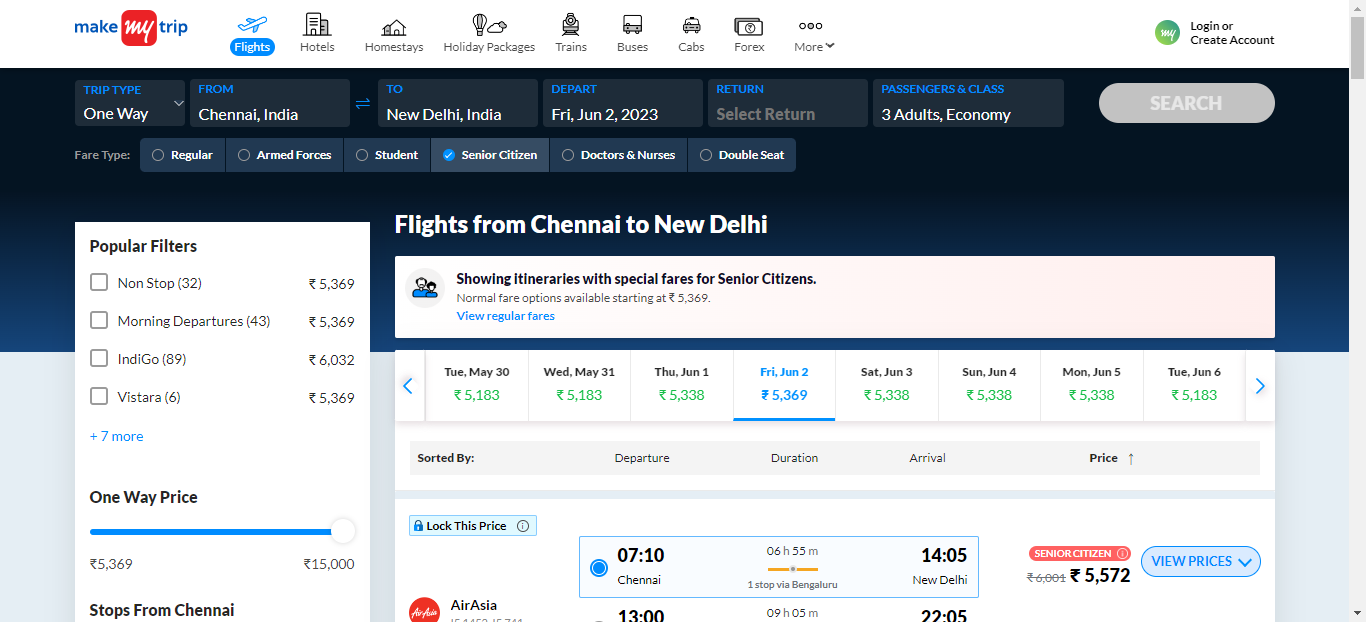 make my trip
Flights
Hotels
Homestays
Holiday Packages
Trains
Buses
Cabs
Forex
More
my
Login or
Create Account
TRIP TYPE
One Way
FROM
Chennai, India
TO
New Delhi, India
DEPART
Fri, Jun 2, 2023
RETURN
Select Return
PASSENGERS & CLASS
3 Adults, Economy
SEARCH
Fare Type:
Regular
Armed Forces
Student
Senior Citizen
Doctors & Nurses
Double Seat
Flights from Chennai to New Delhi
Popular Filters
Non Stop (32) ₹ 5,369
Morning Departures (43) ₹ 5,369
IndiGo (89) ₹ 6,032
Vistara (6) ₹ 5,369
+ 7 more
One Way Price
₹5,369 ₹15,000
Stops From Chennai
Showing itineraries with special fares for Senior Citizens.
Normal fare options available starting at ₹ 5,369.
View regular fares
Tue, May 30
₹ 5,183
Wed, May 31
₹ 5,183
Thu, Jun 1
₹ 5,338
Fri, Jun 2
₹ 5,369
Sat, Jun 3
₹ 5,338
Sun, Jun 4
₹ 5,338
Mon, Jun 5
₹ 5,338
Tue, Jun 6
₹ 5,183
Sorted By: Departure Duration Arrival Price ↑
Lock This Price
AirAsia
AirAsia
07:10
Chennai
06 h 55 m
1 stop via Bengaluru
14:05
New Delhi
SENIOR CITIZEN
₹ 6,001 ₹ 5,572
VIEW PRICES
13:00
09 h 05 m
22:05